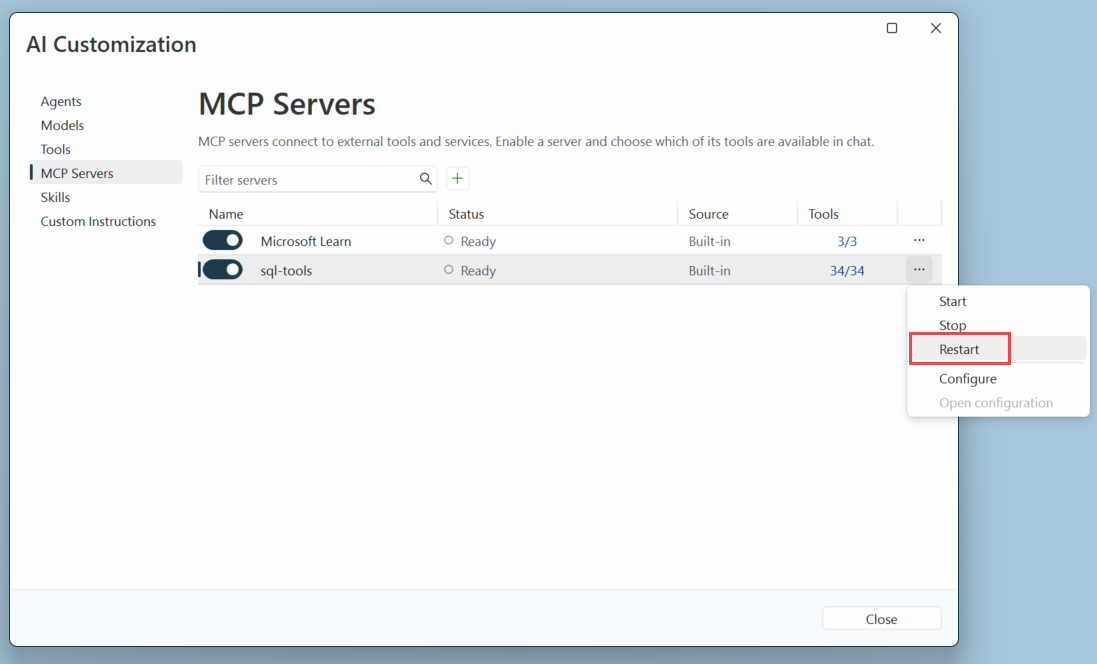 AI Customization
Agents
Models
Tools
MCP Servers
Skills
Custom Instructions
MCP Servers
MCP servers connect to external tools and services. Enable a server and choose which of its tools are available in chat.
Filter servers
Name Status Source Tools
Microsoft Learn Ready Built-in 3/3 ...
sql-tools Ready Built-in 34/34 ...
Start
Stop
Restart
Configure
Open configuration
Close